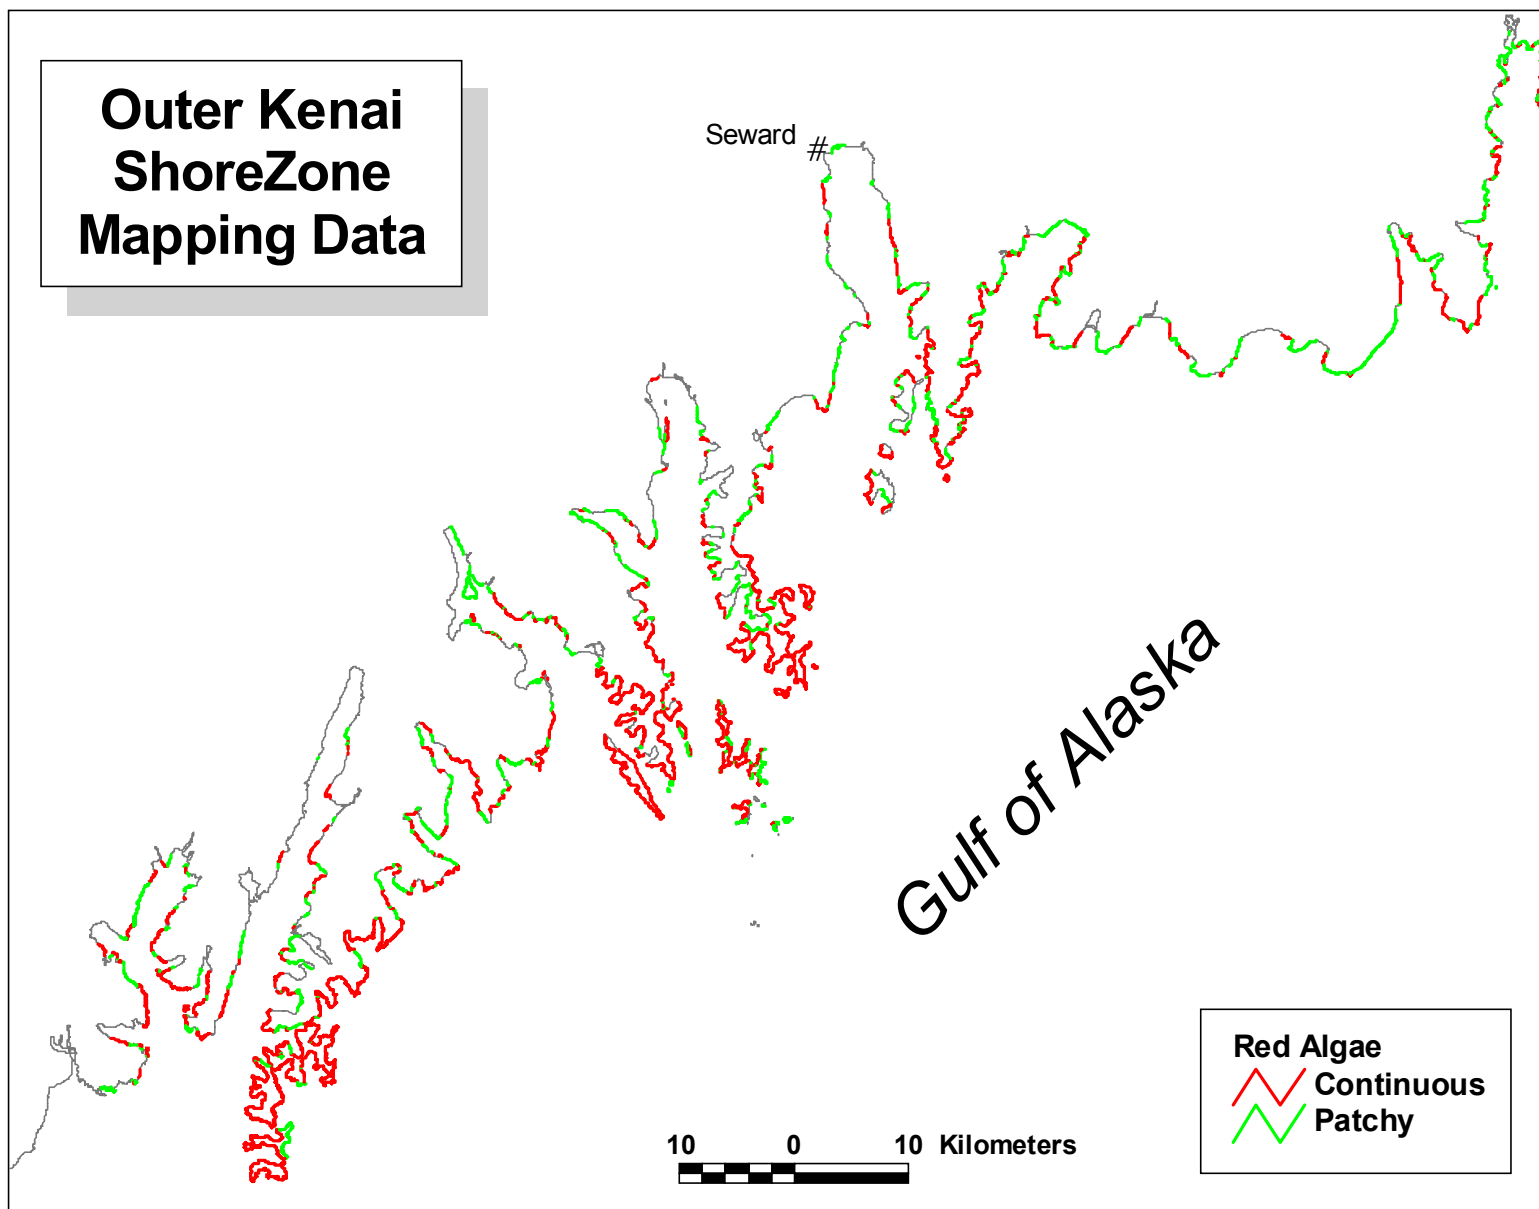 Outer Kenai
ShoreZone
Mapping Data
Seward #
Gulf of Alaska
Red Algae
Continuous
Patchy
10 0 10 Kilometers